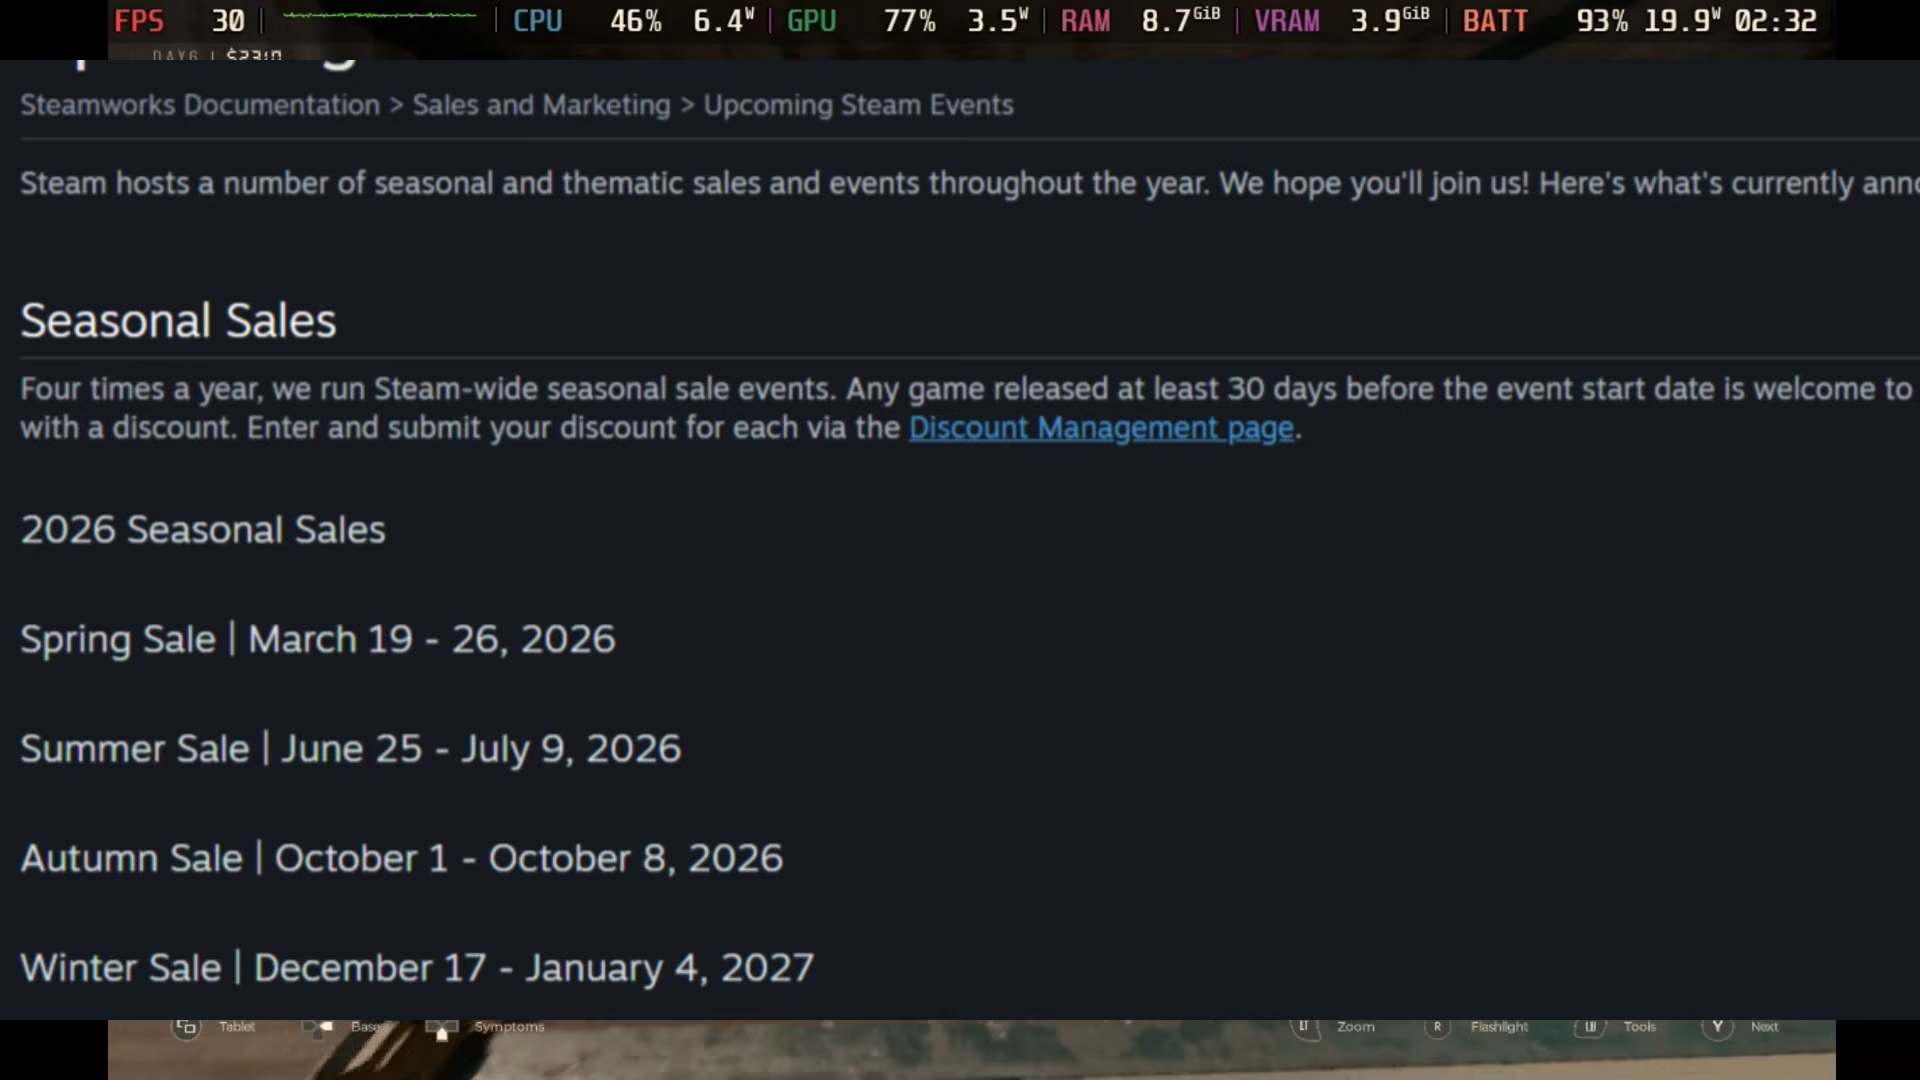 FPS 30 CPU 46% 6.4W GPU 77% 3.5W RAM 8.7GiB VRAM 3.9GiB BATT 93% 19.9W 02:32
Steamworks Documentation > Sales and Marketing > Upcoming Steam Events
Steam hosts a number of seasonal and thematic sales and events throughout the year. We hope you'll join us! Here's what's currently
Seasonal Sales
Four times a year, we run Steam-wide seasonal sale events. Any game released at least 30 days before the event start date is welcome to
with a discount. Enter and submit your discount for each via the Discount Management page.
2026 Seasonal Sales
Spring Sale | March 19 - 26, 2026
Summer Sale | June 25 - July 9, 2026
Autumn Sale | October 1 - October 8, 2026
Winter Sale | December 17 - January 4, 2027
Tablet Base Symptoms LT Zoom R Flashlight Tools Y Next